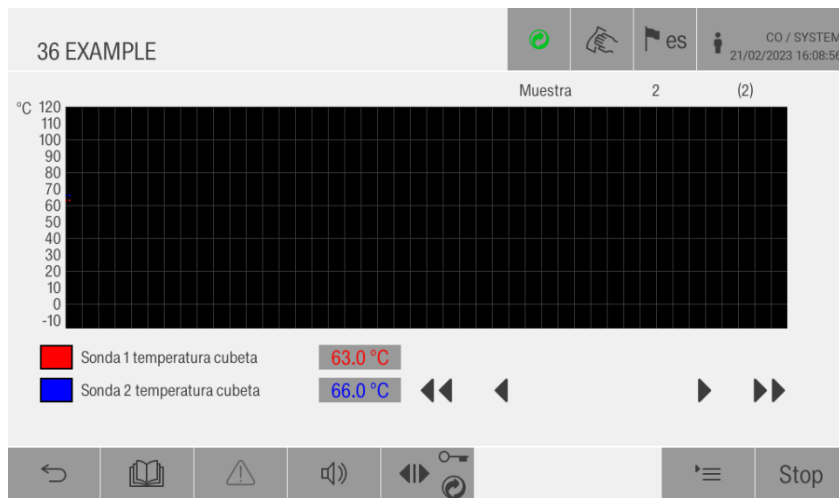 36 EXAMPLE
es
CO / SYSTEM
21/02/2023 16:08:56
Muestra 2 (2)
°C 120
110
100
90
80
70
60
50
40
30
20
10
0
-10
Sonda 1 temperatura cubeta 63.0 °C
Sonda 2 temperatura cubeta 66.0 °C
Stop